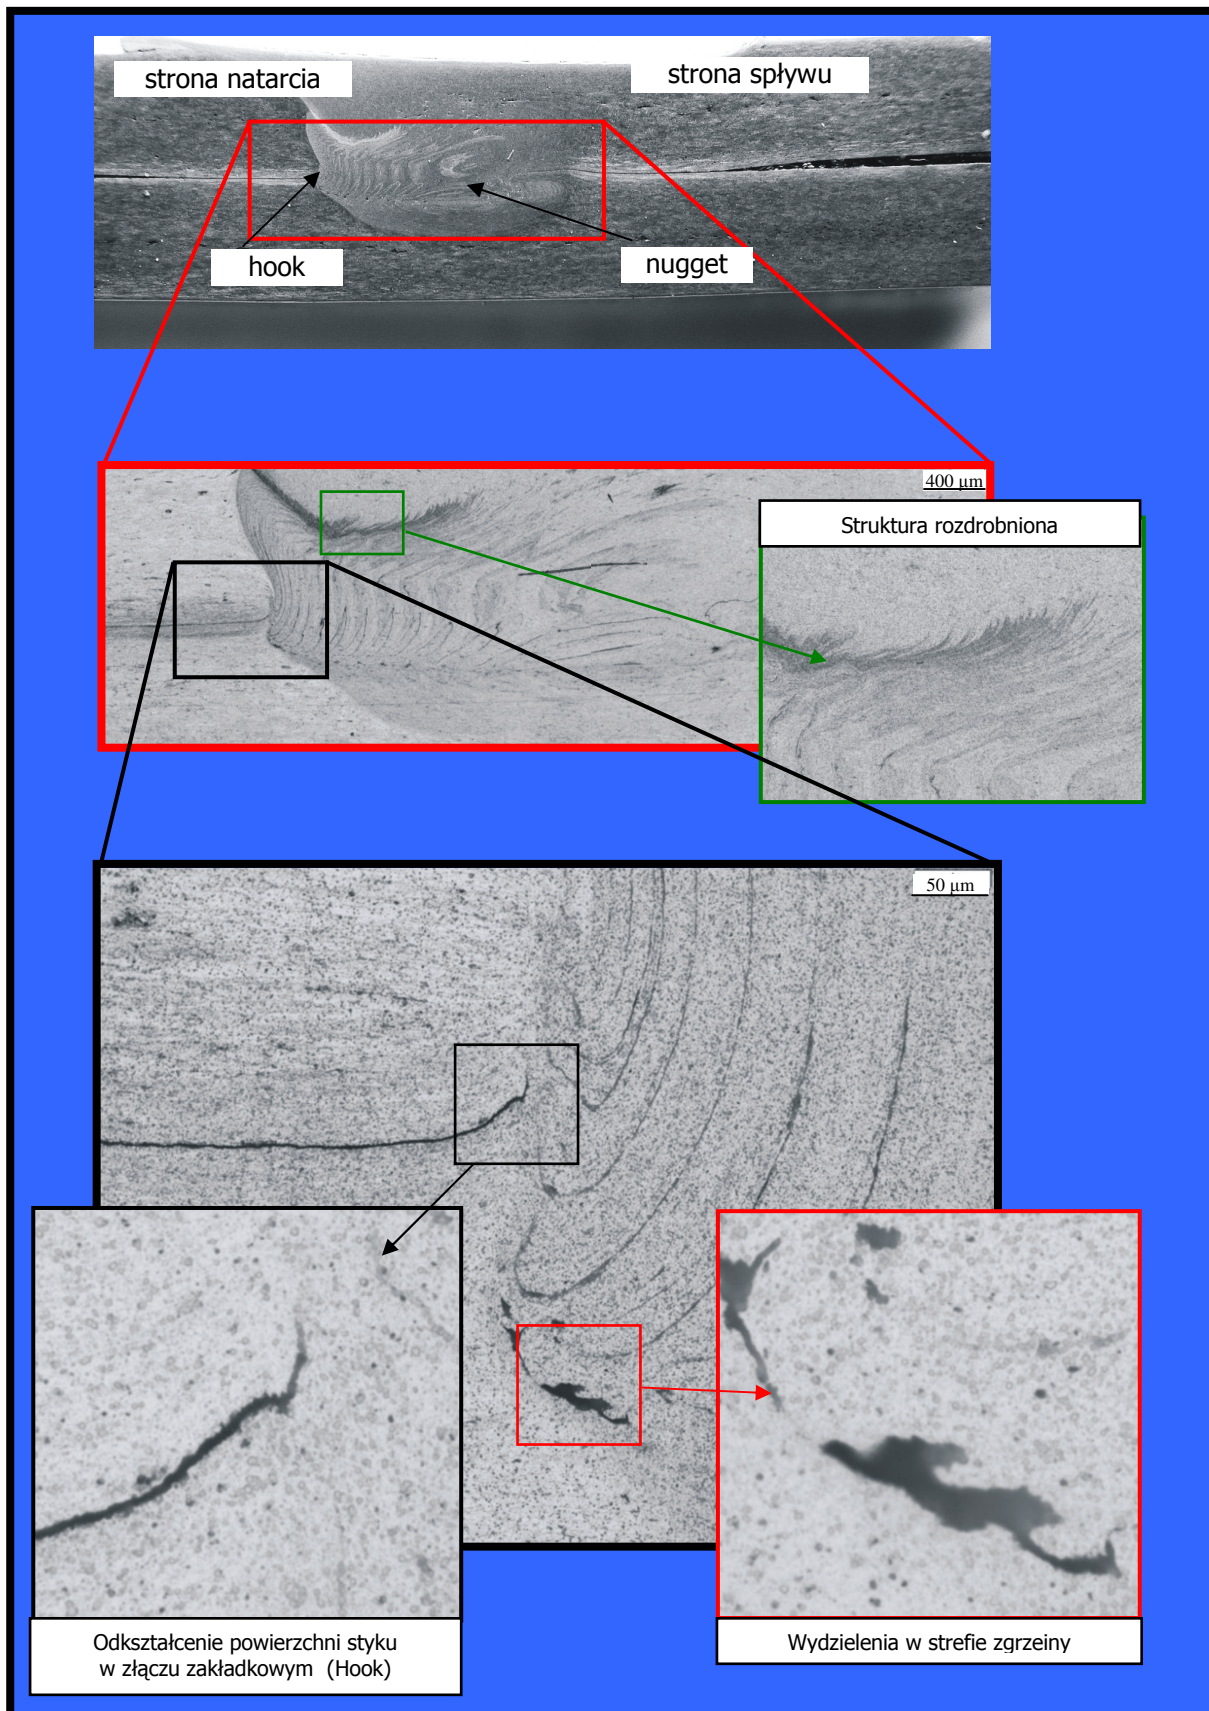 strona natarcia
strona spływu
hook
nugget
400 µm
Struktura rozdrobniona
50 µm
Odkształcenie powierzchni styku
w złączu zakładkowym (Hook)
Wydzielenia w strefie zgrzeiny